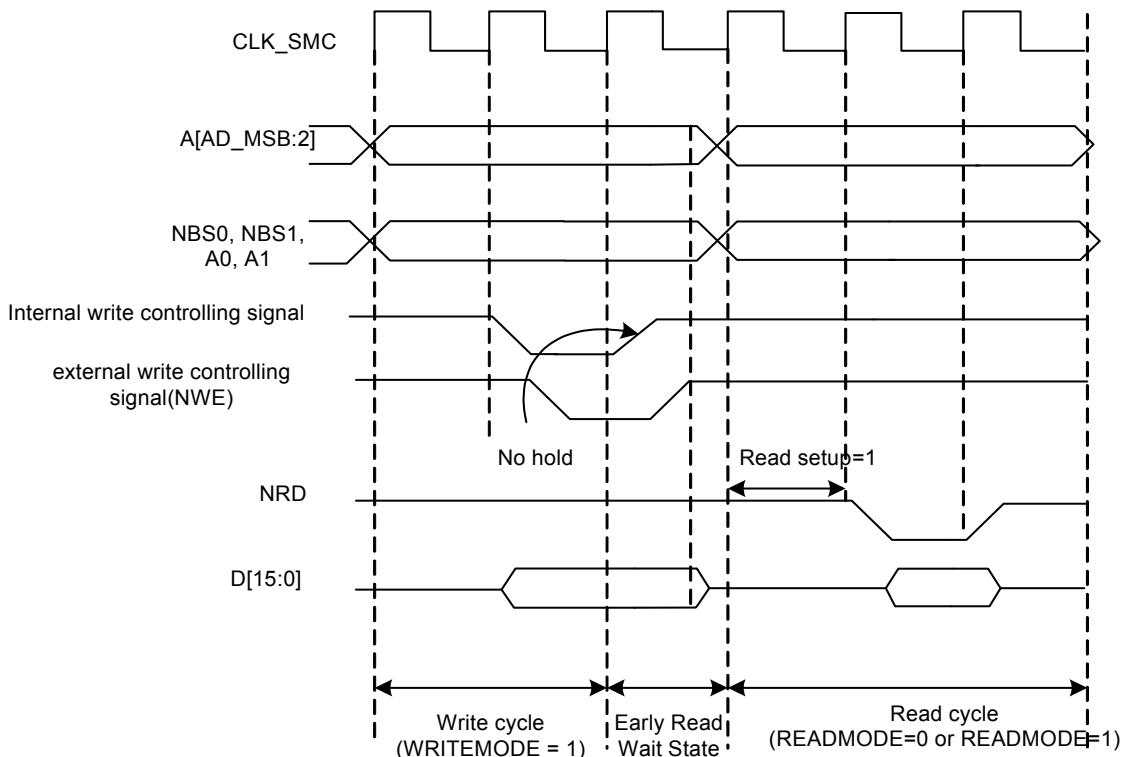 CLK_SMC
A[AD_MSB:2]
NBS0, NBS1,
A0, A1
Internal write controlling signal
external write controlling
signal(NWE)
No hold
Read setup=1
NRD
D[15:0]
Write cycle
(WRITEMODE = 1)
Early Read
Wait State
Read cycle
(READMODE=0 or READMODE=1)